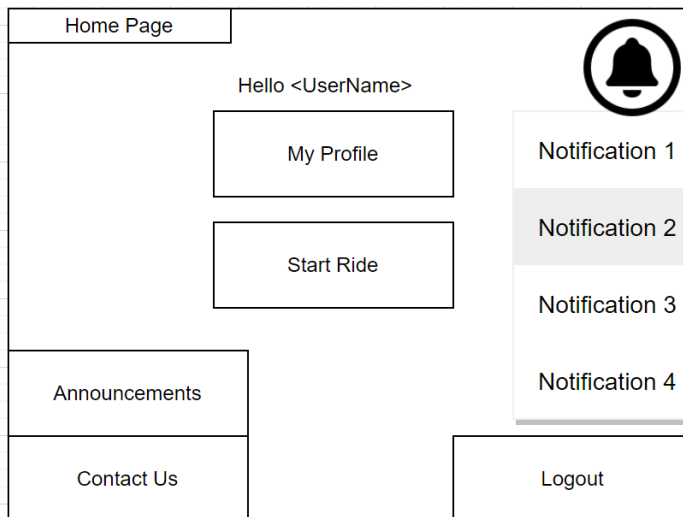 Home Page
Hello <UserName>
My Profile
Start Ride
Notification 1
Notification 2
Notification 3
Notification 4
Announcements
Contact Us
Logout